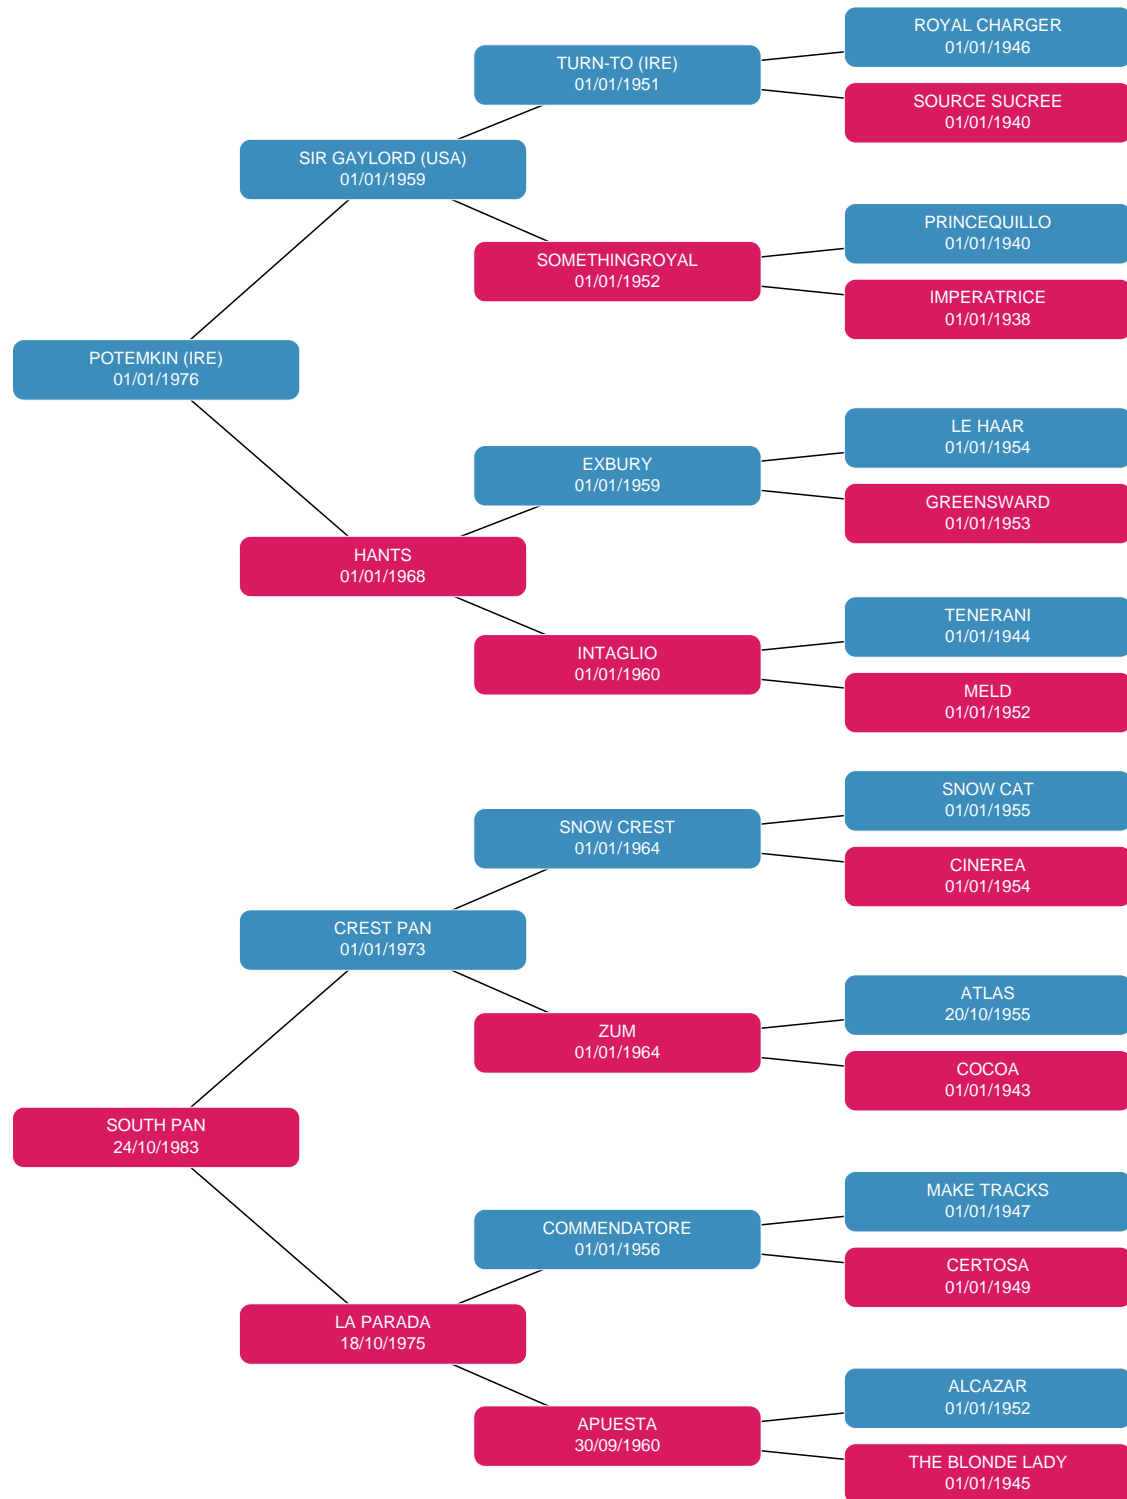 ROYAL CHARGER
01/01/1946
TURN-TO (IRE)
01/01/1951
SOURCE SUCREE
01/01/1940
SIR GAYLORD (USA)
01/01/1959
PRINCEQUILLO
01/01/1940
SOMETHINGROYAL
01/01/1952
IMPERATRICE
01/01/1938
POTEMKIN (IRE)
01/01/1976
LE HAAR
01/01/1954
EXBURY
01/01/1959
GREENSWARD
01/01/1953
HANTS
01/01/1968
TENERANI
01/01/1944
INTAGLIO
01/01/1960
MELD
01/01/1952
SNOW CAT
01/01/1955
SNOW CREST
01/01/1964
CINEREA
01/01/1954
CREST PAN
01/01/1973
ATLAS
20/10/1955
ZUM
01/01/1964
COCOA
01/01/1943
SOUTH PAN
24/10/1983
MAKE TRACKS
01/01/1947
COMMENDATORE
01/01/1956
CERTOSA
01/01/1949
LA PARADA
18/10/1975
ALCAZAR
01/01/1952
APUESTA
30/09/1960
THE BLONDE LADY
01/01/1945